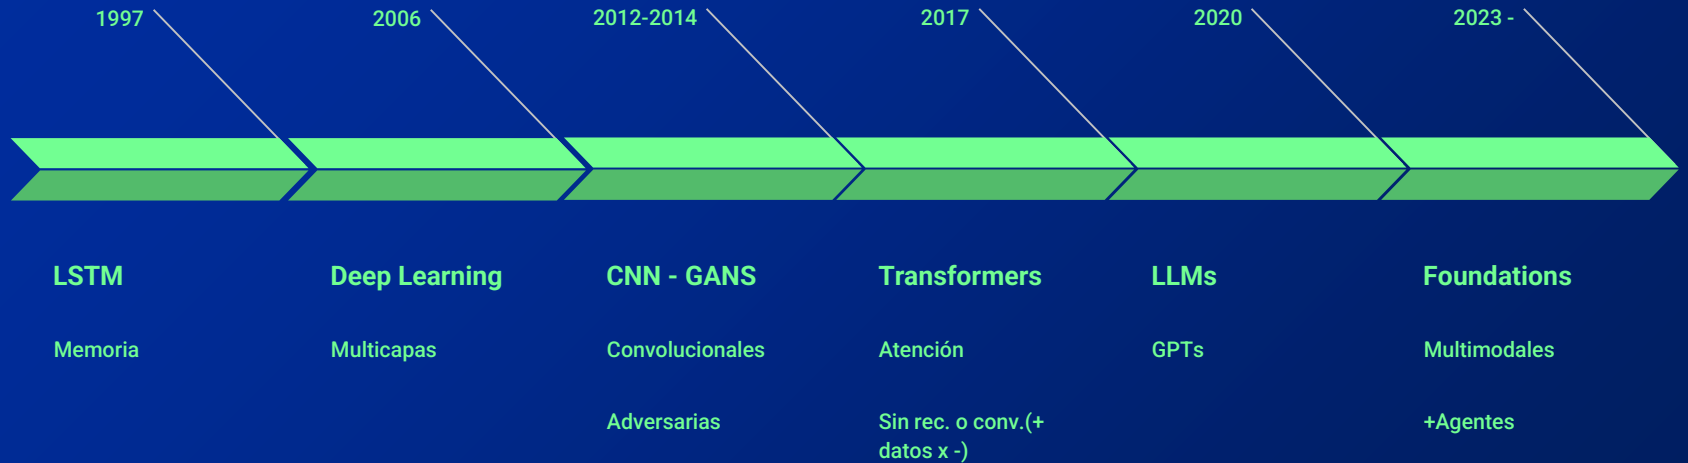 1997
2006
2012-2014
2017
2020
2023 -
LSTM
Memoria
Deep Learning
Multicapas
CNN - GANS
Convolucionales
Adversarias
Transformers
Atención
Sin rec. o conv.(+
datos x -)
LLMs
GPTs
Foundations
Multimodales
+Agentes